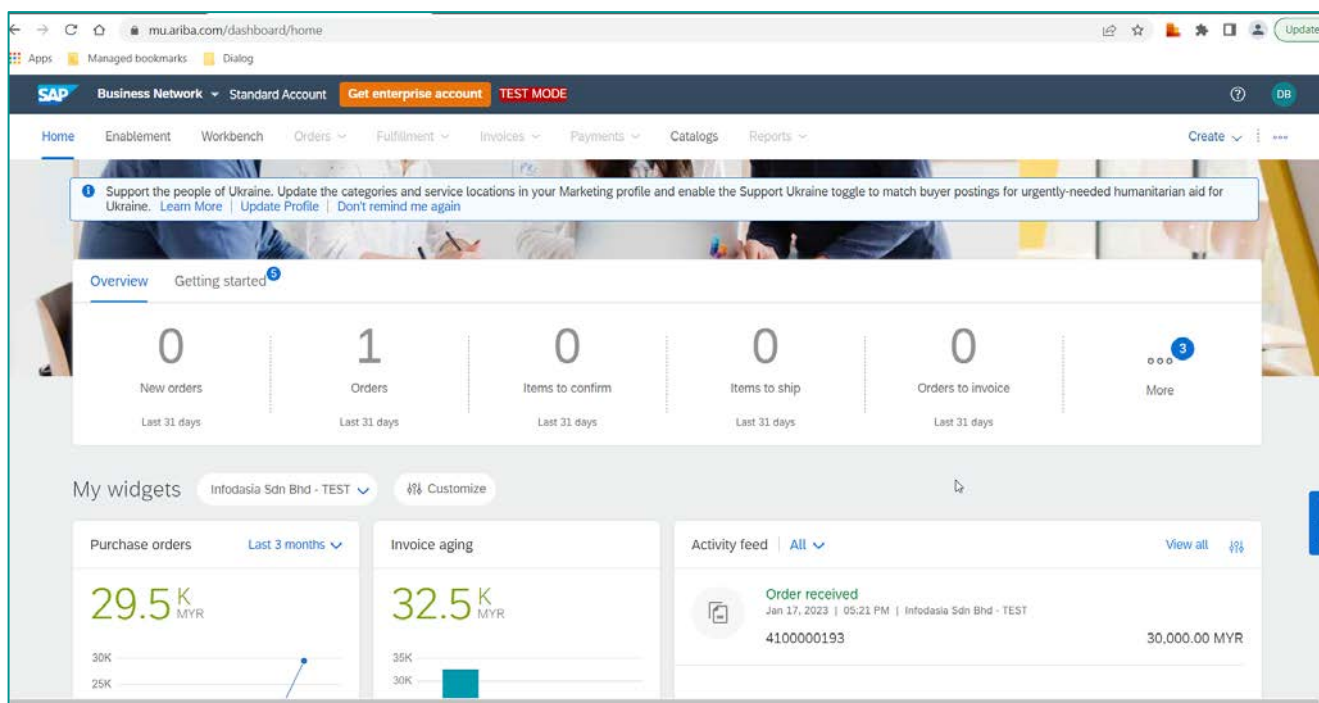 mu.ariba.com/dashboard/home
Update
Apps Managed bookmarks Dialog
SAP Business Network Standard Account Get enterprise account TEST MODE ? DB
Home Enablement Workbench Orders Fulfillment Invoices Payments Catalogs Reports Create
Support the people of Ukraine. Update the categories and service locations in your Marketing profile and enable the Support Ukraine toggle to match buyer postings for urgently-needed humanitarian aid for
Ukraine. Learn More | Update Profile | Don't remind me again
Overview Getting started 5
0 1 0 0 0 3
New orders Orders Items to confirm Items to ship Orders to invoice More
Last 31 days Last 31 days Last 31 days Last 31 days Last 31 days
My widgets Infodasia Sdn Bhd - TEST Customize
Purchase orders Last 3 months
29.5 K MYR
30K
25K
Invoice aging
32.5 K MYR
35K
30K
Activity feed All View all
Order received
Jan 17, 2023 | 05:21 PM | Infodasia Sdn Bhd - TEST
4100000193 30,000.00 MYR